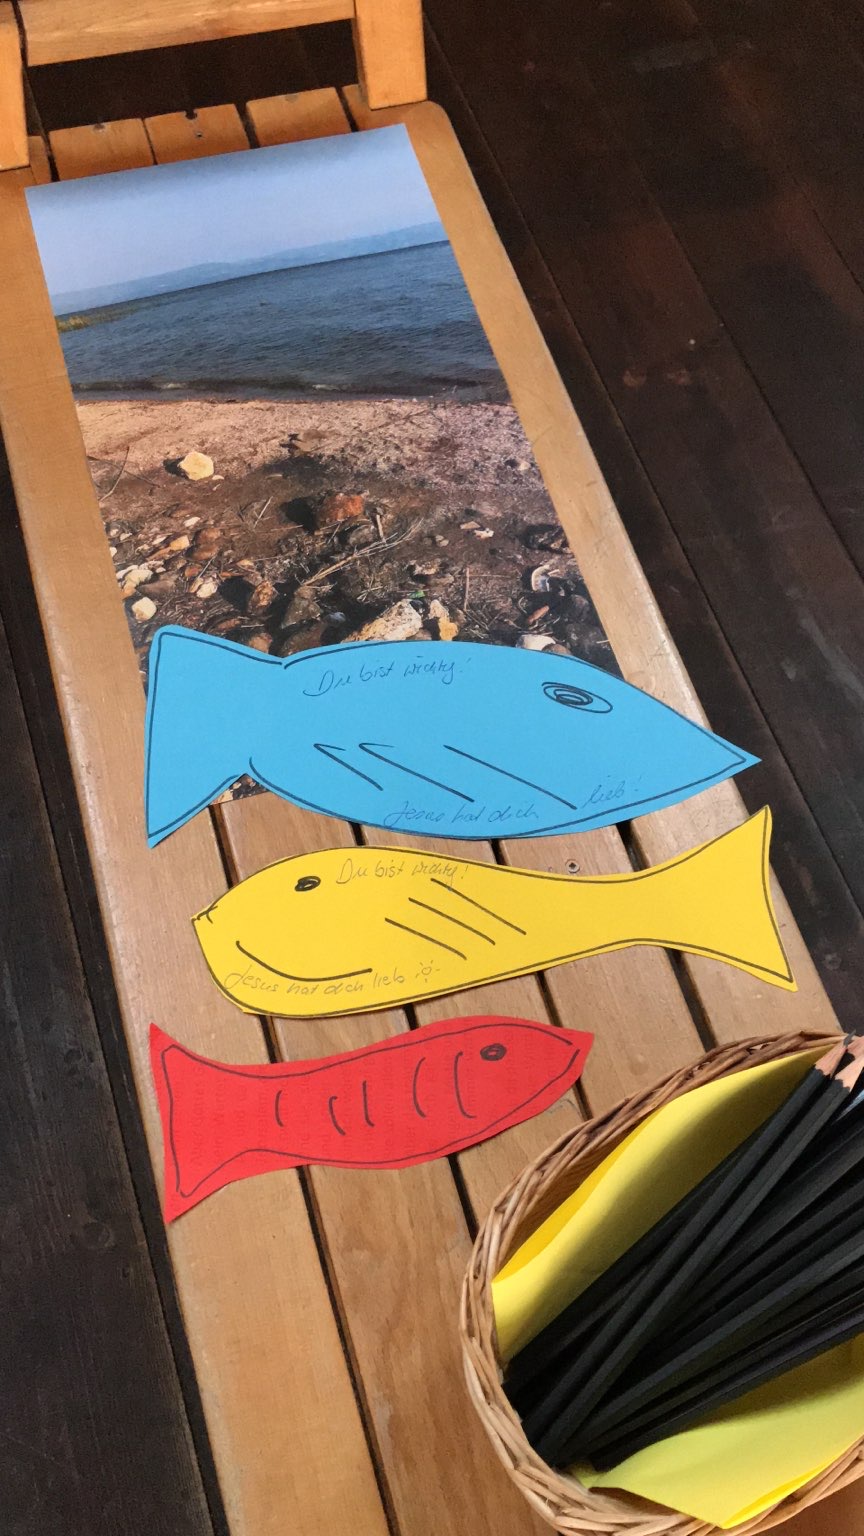 Du bist wichtig!
Jesus hat dich lieb!
Du bist wichtig!
Jesus hat dich lieb